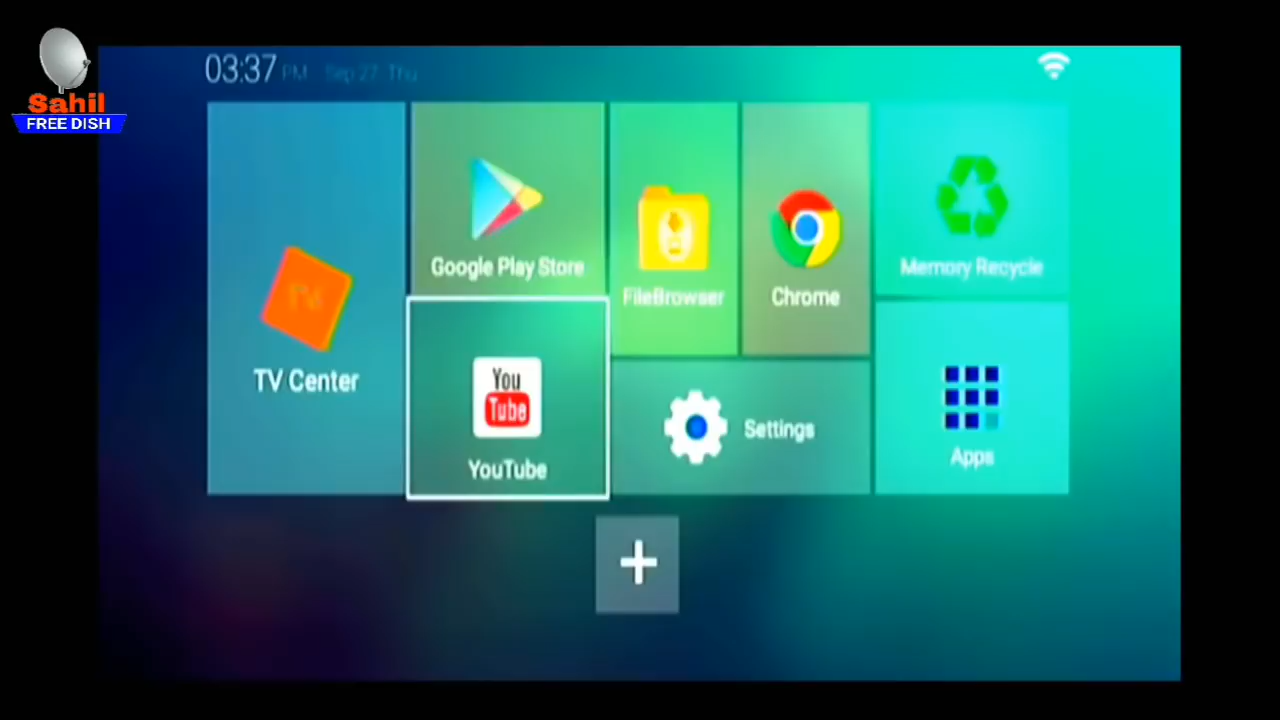 Sahil
FREE DISH
03:37 PM Sep 27, Thu
TV
TV Center
Google Play Store
You
Tube
YouTube
FileBrowser
Chrome
Settings
Memory Recycle
Apps